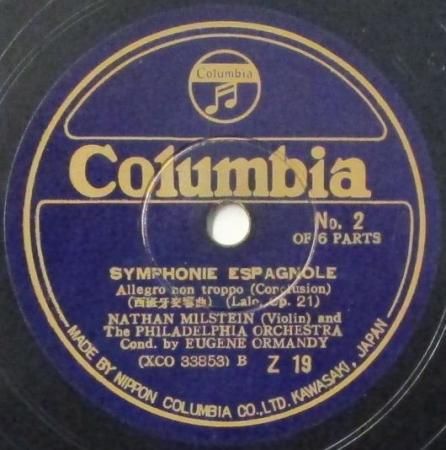 Columbia
Columbia
No. 2
OF 6 PARTS
SYMPHONIE ESPAGNOLE
Allegro non troppo (Conclusion)
(西班牙交響曲) (Lalo, Op. 21)
NATHAN MILSTEIN (Violin) and
The PHILADELPHIA ORCHESTRA
Cond. by EUGENE ORMANDY
(XCO 33853) B Z 19
MADE BY NIPPON COLUMBIA CO., LTD. KAWASAKI, JAPAN